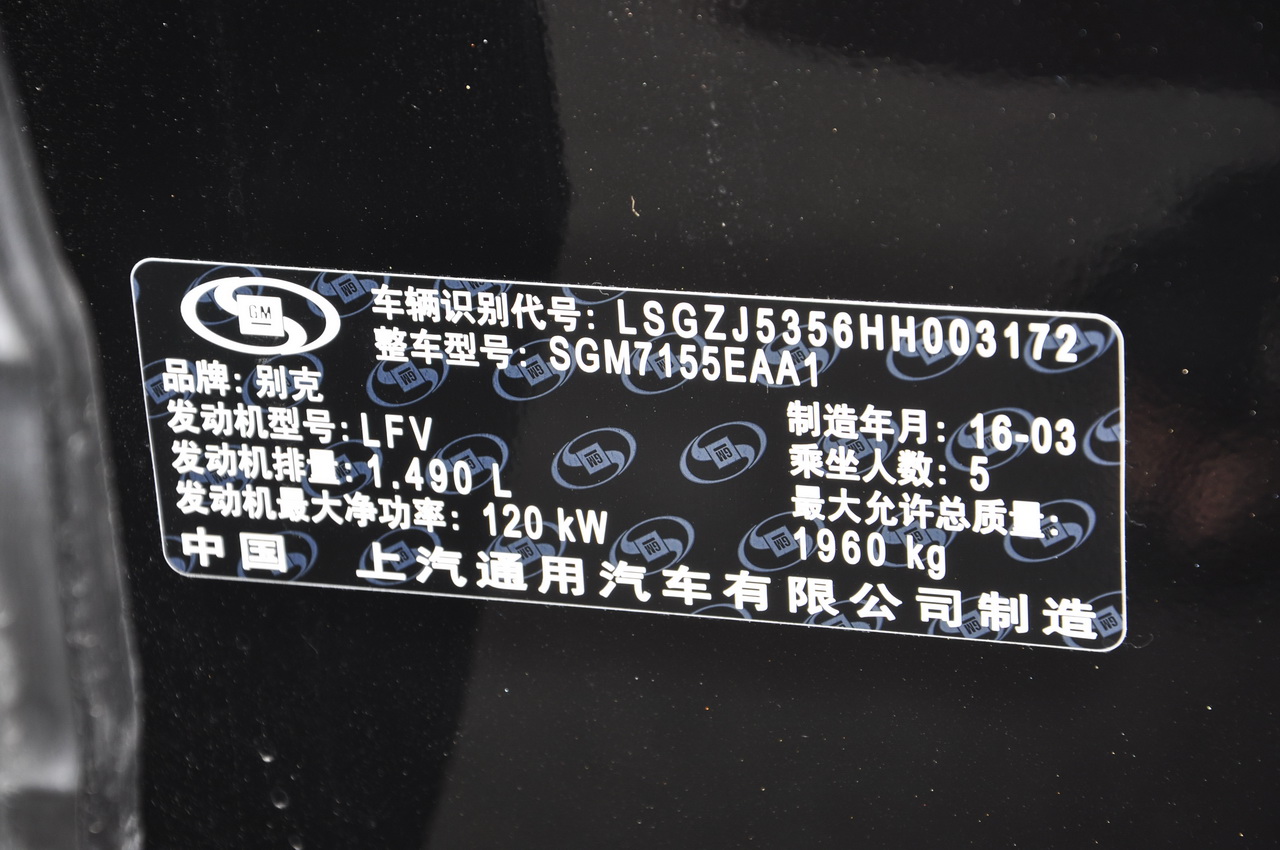 GM
车辆识别代号: LSGZJ5356HH003172
整车型号: SGM7155EAA1
品牌: 别克
发动机型号: LFV
制造年月: 16-03
发动机排量: 1.490 L
乘坐人数: 5
发动机最大净功率: 120 kW
最大允许总质量:
1960 kg
中国 上汽通用汽车有限公司制造